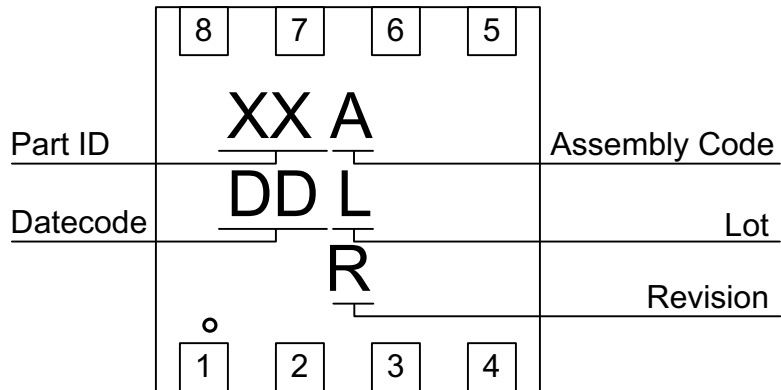 8 7 6 5
XX A
Part ID
Assembly Code
DD L
Datecode
Lot
R
Revision
1 2 3 4